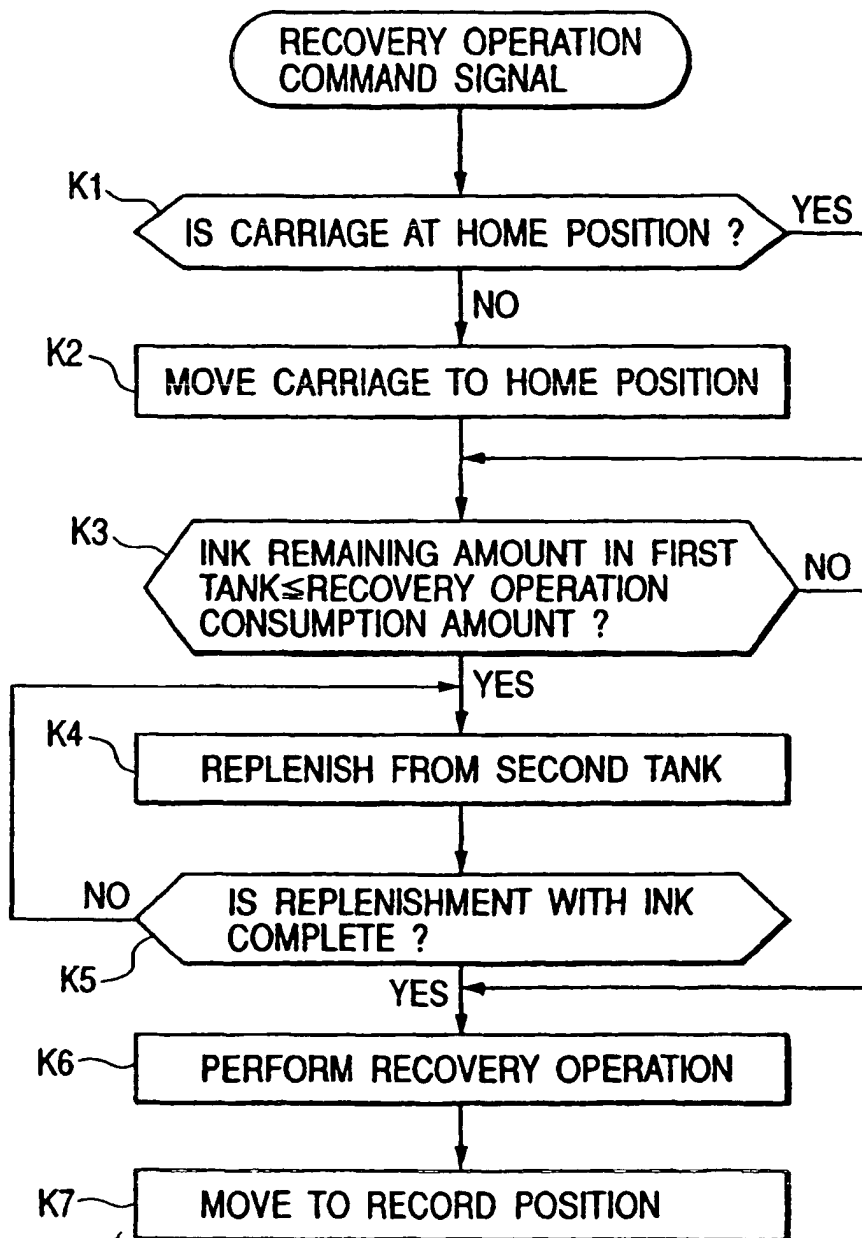 RECOVERY OPERATION
COMMAND SIGNAL
K1
IS CARRIAGE AT HOME POSITION ?
YES
NO
K2
MOVE CARRIAGE TO HOME POSITION
K3
INK REMAINING AMOUNT IN FIRST
TANK≦RECOVERY OPERATION
CONSUMPTION AMOUNT ?
NO
YES
K4
REPLENISH FROM SECOND TANK
NO
IS REPLENISHMENT WITH INK
COMPLETE ?
K5
YES
K6
PERFORM RECOVERY OPERATION
K7
MOVE TO RECORD POSITION